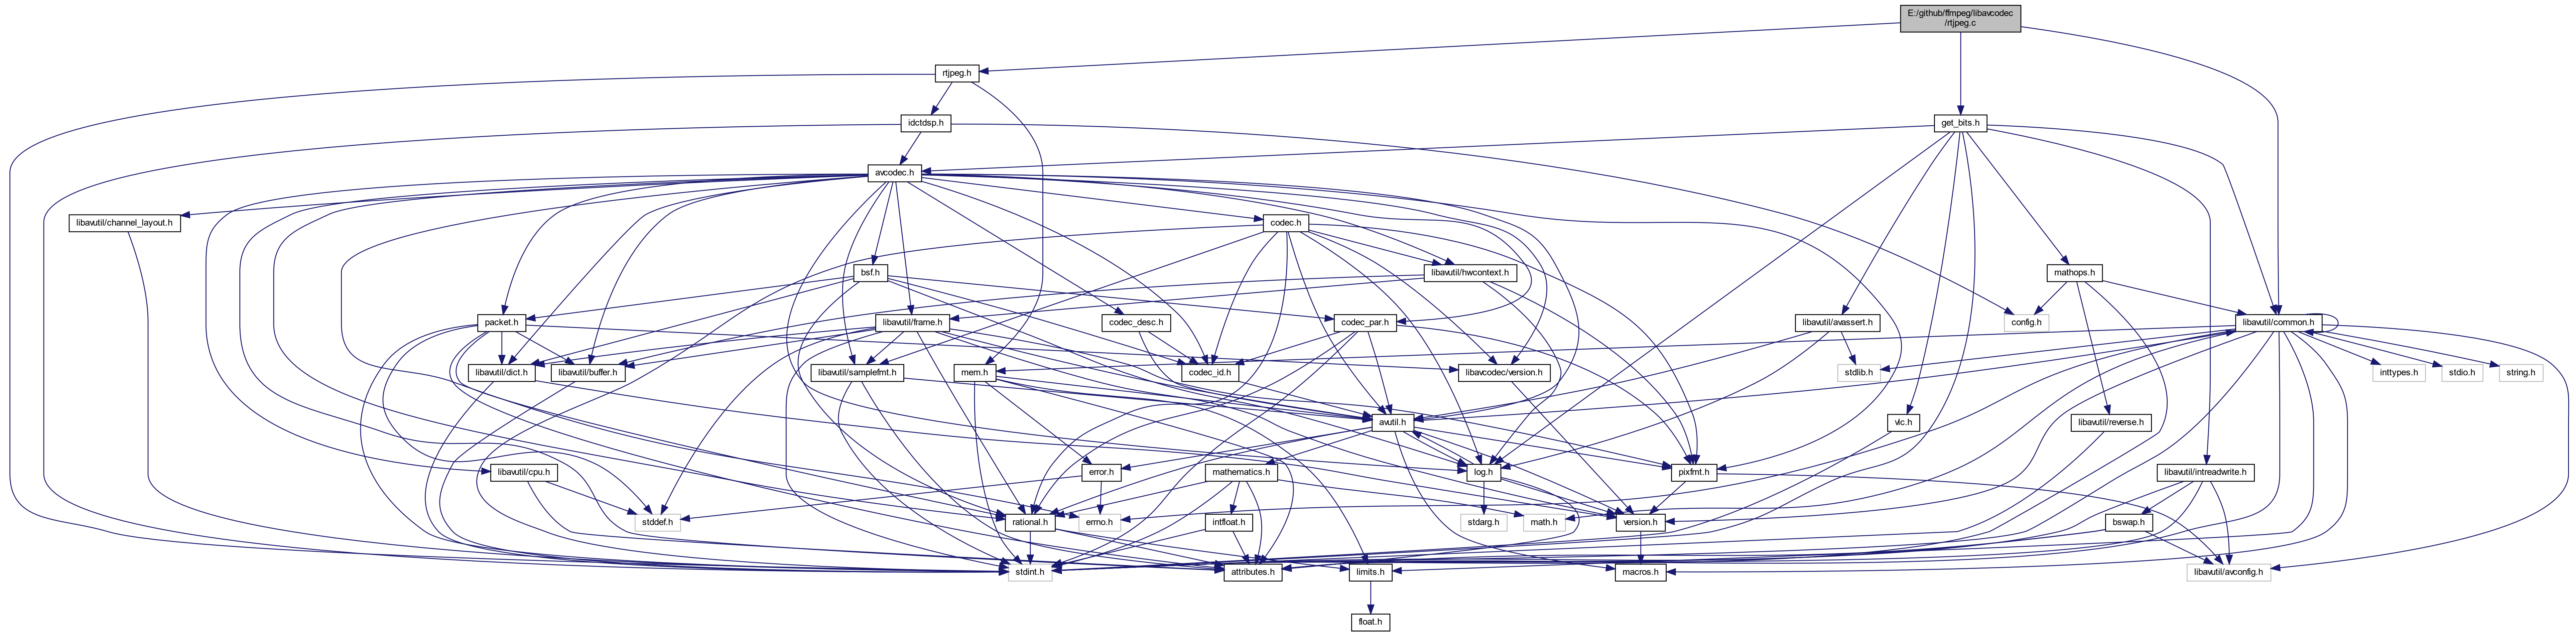 E:/github/ffmpeg/libavcodec
/rtjpeg.c
rtjpeg.h
idctdsp.h
get_bits.h
avcodec.h
libavutil/channel_layout.h
codec.h
bsf.h
libavutil/hwcontext.h
mathops.h
packet.h
libavutil/frame.h
codec_desc.h
codec_par.h
libavutil/avassert.h
config.h
libavutil/common.h
libavutil/dict.h
libavutil/buffer.h
libavutil/samplefmt.h
mem.h
codec_id.h
libavcodec/version.h
stdlib.h
inttypes.h
stdio.h
string.h
avutil.h
vlc.h
libavutil/reverse.h
libavutil/cpu.h
error.h
mathematics.h
log.h
pixfmt.h
libavutil/intreadwrite.h
stddef.h
rational.h
errno.h
intfloat.h
stdarg.h
math.h
version.h
bswap.h
stdint.h
attributes.h
limits.h
macros.h
libavutil/avconfig.h
float.h